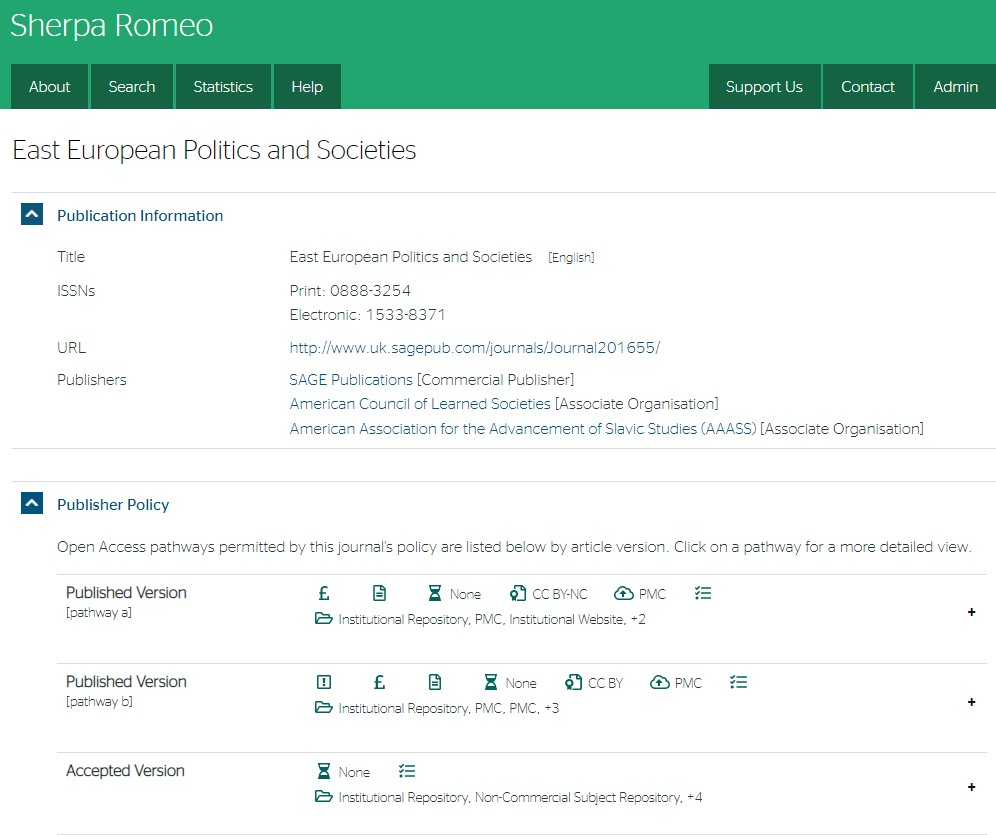 Sherpa Romeo
About Search Statistics Help Support Us Contact Admin
East European Politics and Societies
Publication Information
Title East European Politics and Societies [English]
ISSNs Print: 0888-3254
Electronic: 1533-8371
URL http://www.uk.sagepub.com/journals/Journal201655/
Publishers SAGE Publications [Commercial Publisher]
American Council of Learned Societies [Associate Organisation]
American Association for the Advancement of Slavic Studies (AAASS) [Associate Organisation]
Publisher Policy
Open Access pathways permitted by this journal's policy are listed below by article version. Click on a pathway for a more detailed view.
Published Version £ None CC BY-NC PMC
[pathway a] Institutional Repository, PMC, Institutional Website, +2 +
Published Version £ None CC BY PMC
[pathway b] Institutional Repository, PMC, PMC, +3 +
Accepted Version None
Institutional Repository, Non-Commercial Subject Repository, +4 +